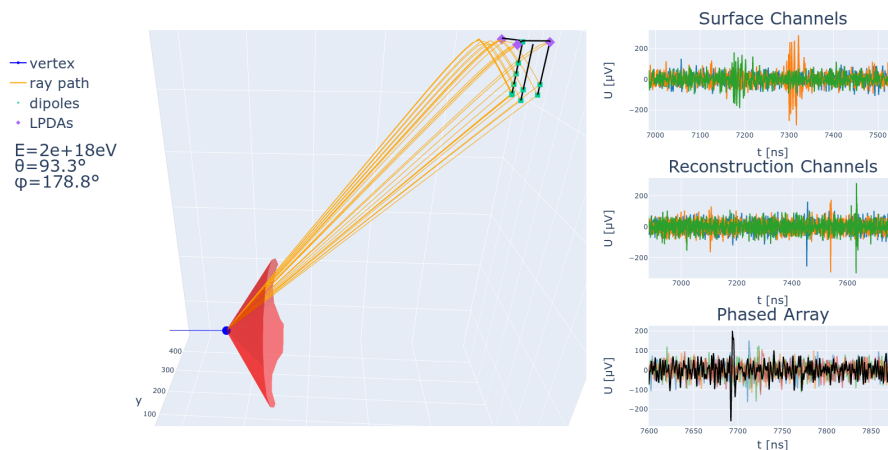 vertex
ray path
dipoles
LPDAs
E=2e+18eV
θ=93.3°
φ=178.8°
400
300
200
100
y
Surface Channels
U [μV]
200
0
−200
7000
7100
7200
7300
7400
7500
t [ns]
Reconstruction Channels
U [μV]
200
0
−200
7000
7200
7400
7600
t [ns]
Phased Array
U [μV]
200
100
0
−100
−200
7600
7650
7700
7750
7800
7850
t [ns]